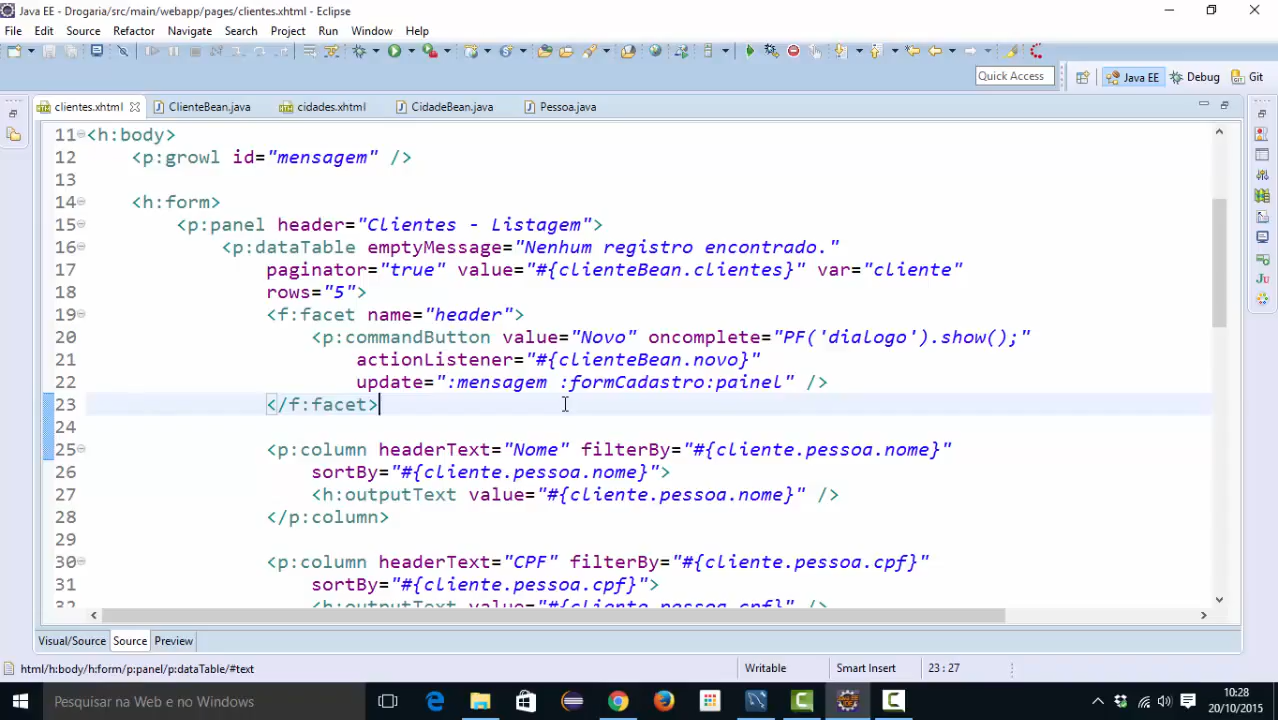 Java EE - Drogaria/src/main/webapp/pages/clientes.xhtml - Eclipse
File Edit Source Refactor Navigate Search Project Run Window Help
Quick Access
Java EE Debug Git
clientes.xhtml ClienteBean.java cidades.xhtml CidadeBean.java Pessoa.java
11 <h:body>
12 <p:growl id="mensagem" />
13
14 <h:form>
15 <p:panel header="Clientes - Listagem">
16 <p:dataTable emptyMessage="Nenhum registro encontrado."
17 paginator="true" value="#{clienteBean.clientes}" var="cliente"
18 rows="5">
19 <f:facet name="header">
20 <p:commandButton value="Novo" oncomplete="PF('dialogo').show();"
21 actionListener="#{clienteBean.novo}"
22 update=":mensagem :formCadastro:painel" />
23 </f:facet>
24
25 <p:column headerText="Nome" filterBy="#{cliente.pessoa.nome}"
26 sortBy="#{cliente.pessoa.nome}">
27 <h:outputText value="#{cliente.pessoa.nome}" />
28 </p:column>
29
30 <p:column headerText="CPF" filterBy="#{cliente.pessoa.cpf}"
31 sortBy="#{cliente.pessoa.cpf}">
32 <h:outputText value="#{cliente.pessoa.cpf}" />
Visual/Source Source Preview
html/h:body/h:form/p:panel/p:dataTable/#text
Writable Smart Insert 23 : 27
Pesquisar na Web e no Windows
10:28
20/10/2015